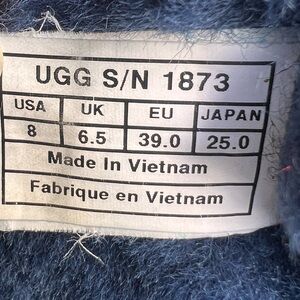 UGG S/N 1873
USA UK EU JAPAN
8 6.5 39.0 25.0
Made In Vietnam
Fabrique en Vietnam